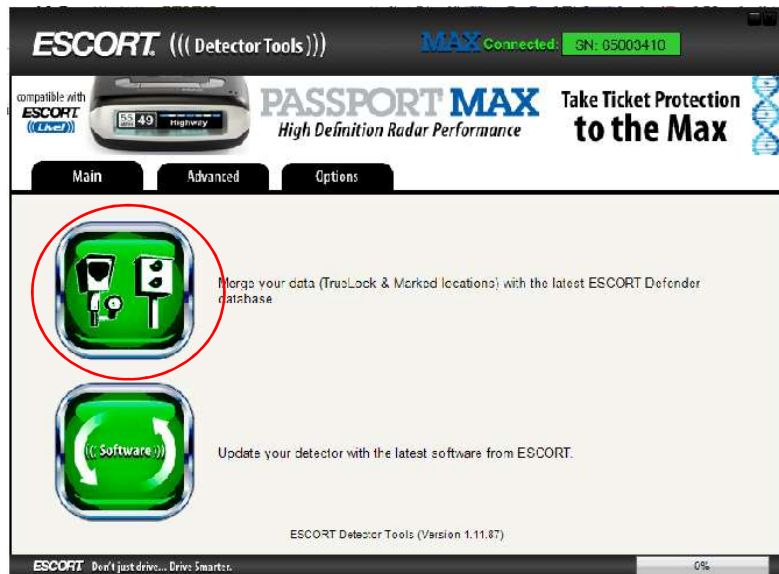 ESCORT. ((( Detector Tools )))
MAX Connected: SN: 65003410
compatible with
ESCORT
((Live!))
55
49
Highway
PASSPORT MAX
High Definition Radar Performance
Take Ticket Protection
to the Max
Main
Advanced
Options
Merge your data (TrueLock & Marked locations) with the latest ESCORT Defender
database
((( Software )))
Update your detector with the latest software from ESCORT.
ESCORT Detector Tools (Version 1.11.87)
ESCORT Don't just drive... Drive Smarter.
0%